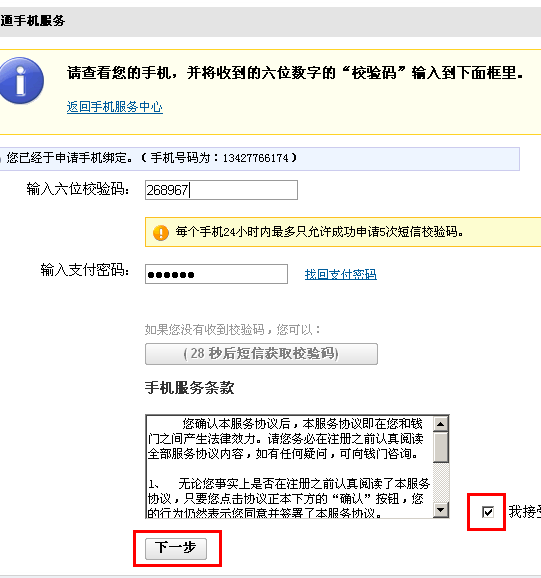 通手机服务
请查看您的手机，并将收到的六位数字的“校验码”输入到下面框里。
返回手机服务中心
您已经于申请手机绑定。(手机号码为：13427766174)
输入六位校验码： 268967
每个手机24小时内最多只允许成功申请5次短信校验码。
输入支付密码： ●●●●●● 找回支付密码
如果您没有收到校验码，您可以：
(28 秒后短信获取校验码)
手机服务条款
您确认本服务协议后，本服务协议即在您和钱
门之间产生法律效力。请您务必在注册之前认真阅读
全部服务协议内容，如有任何疑问，可向钱门咨询。
1、 无论您事实上是否在注册之前认真阅读了本服务
协议，只要您点击协议正本下方的“确认”按钮，您
的行为仍然表示您同意并签署了本服务协议。
我接受
下一步